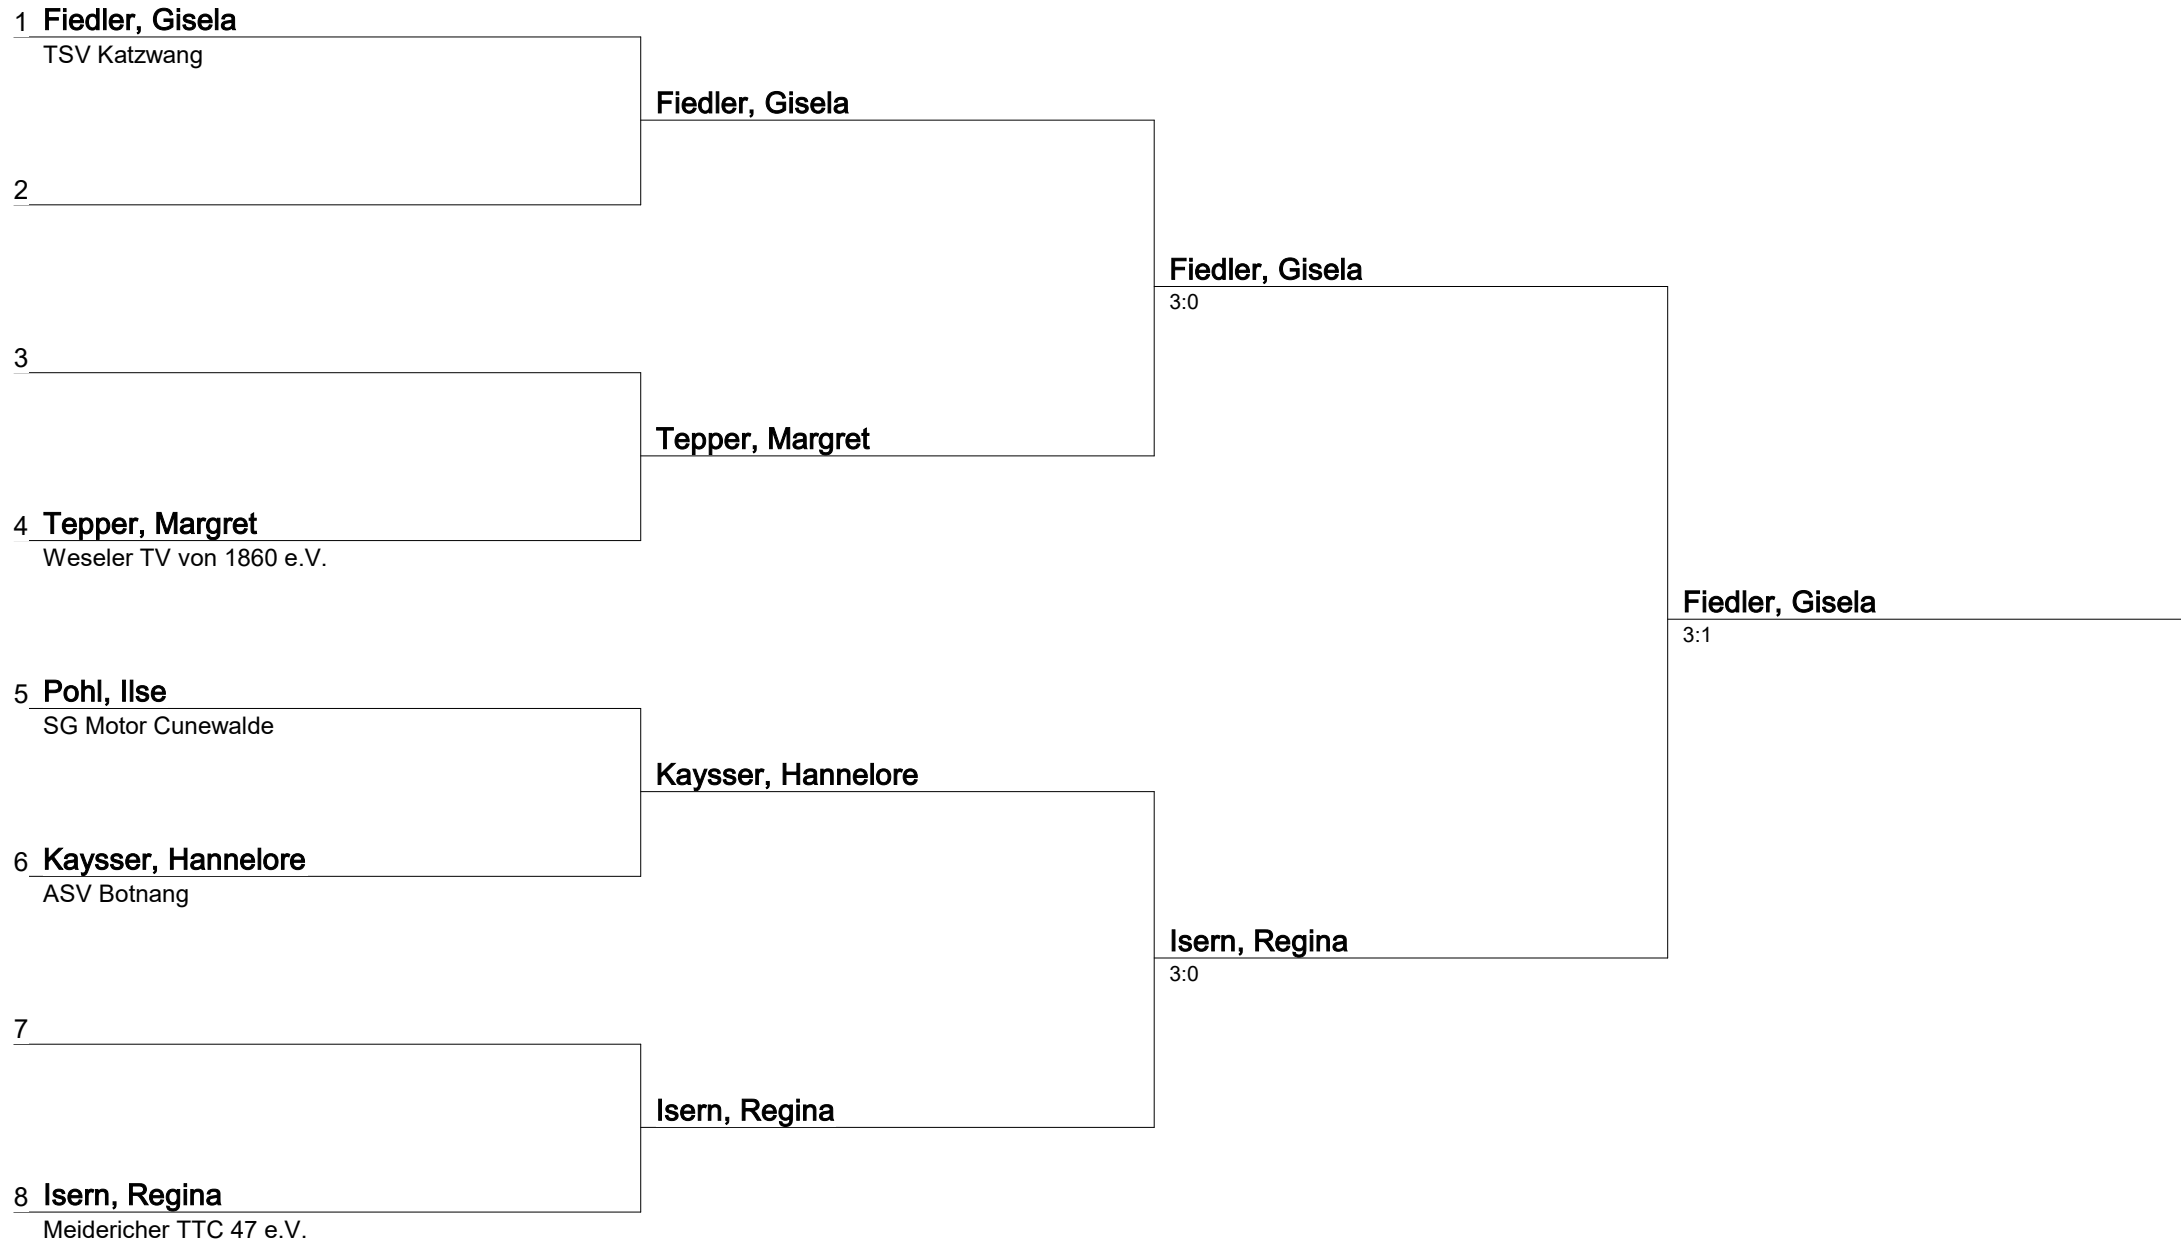 1 Fiedler, Gisela
TSV Katzwang
Fiedler, Gisela
2
Fiedler, Gisela
3:0
3
Tepper, Margret
4 Tepper, Margret
Weseler TV von 1860 e.V.
Fiedler, Gisela
3:1
5 Pohl, Ilse
SG Motor Cunewalde
Kaysser, Hannelore
6 Kaysser, Hannelore
ASV Botnang
Isern, Regina
3:0
7
Isern, Regina
8 Isern, Regina
Meidericher TTC 47 e.V.